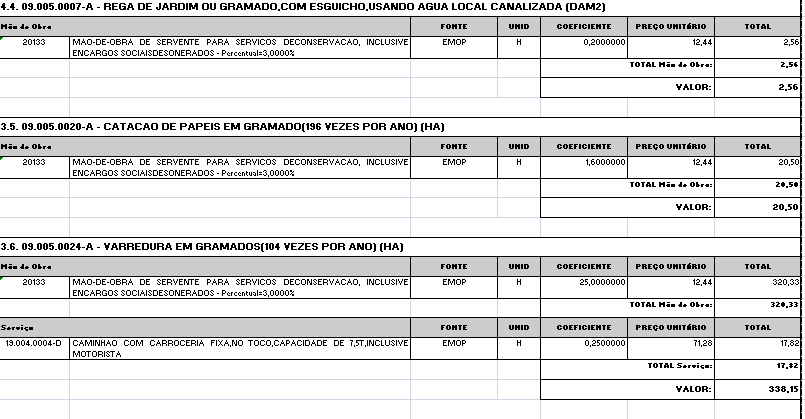 4.4. 09.005.0007-A - REGA DE JARDIM OU GRAMADO,COM ESGUICHO,USANDO AGUA LOCAL CANALIZADA (DAM2)
Mão de Obra FONTE UNID COEFICIENTE PREÇO UNITÁRIO TOTAL
20133 MAO-DE-OBRA DE SERVENTE PARA SERVICOS DECONSERVACAO, INCLUSIVE EMOP H 0,2000000 12,44 2,56
ENCARGOS SOCIAISDESONERADOS - Percentual=3,0000%
TOTAL Mão de Obra: 2,56
VALOR: 2,56
3.5. 09.005.0020-A - CATACAO DE PAPEIS EM GRAMADO(196 VEZES POR ANO) (HA)
Mão de Obra FONTE UNID COEFICIENTE PREÇO UNITÁRIO TOTAL
20133 MAO-DE-OBRA DE SERVENTE PARA SERVICOS DECONSERVACAO, INCLUSIVE EMOP H 1,6000000 12,44 20,50
ENCARGOS SOCIAISDESONERADOS - Percentual=3,0000%
TOTAL Mão de Obra: 20,50
VALOR: 20,50
3.6. 09.005.0024-A - VARREDURA EM GRAMADOS(104 VEZES POR ANO) (HA)
Mão de Obra FONTE UNID COEFICIENTE PREÇO UNITÁRIO TOTAL
20133 MAO-DE-OBRA DE SERVENTE PARA SERVICOS DECONSERVACAO, INCLUSIVE EMOP H 25,0000000 12,44 320,33
ENCARGOS SOCIAISDESONERADOS - Percentual=3,0000%
TOTAL Mão de Obra: 320,33
Serviço FONTE UNID COEFICIENTE PREÇO UNITÁRIO TOTAL
19.004.0004-D CAMINHAO COM CARROCERIA FIXA,NO TOCO,CAPACIDADE DE 7,5T,INCLUSIVE EMOP H 0,2500000 71,28 17,82
MOTORISTA
TOTAL Serviço: 17,82
VALOR: 338,15